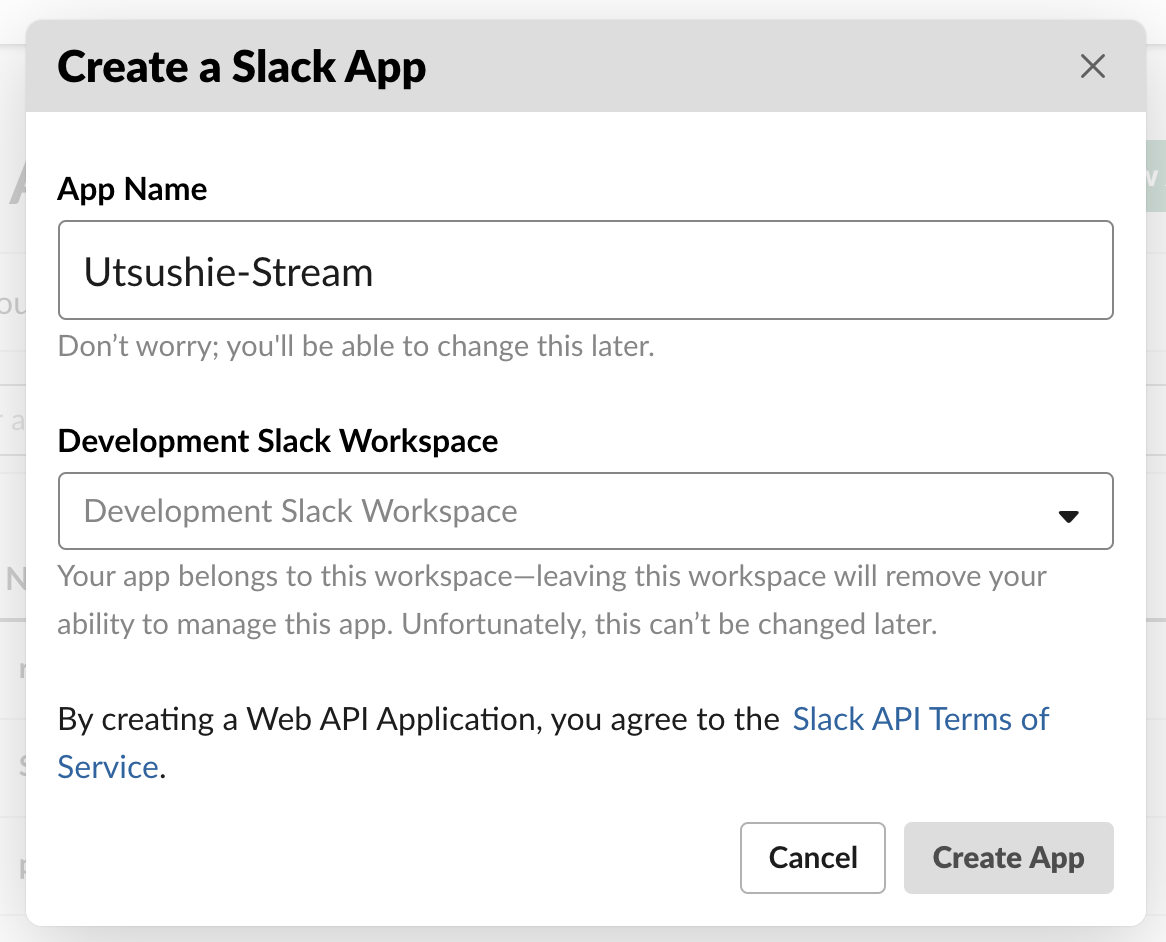 Create a Slack App
App Name
Utsushie-Stream
Don’t worry; you'll be able to change this later.
Development Slack Workspace
Development Slack Workspace
Your app belongs to this workspace—leaving this workspace will remove your
ability to manage this app. Unfortunately, this can’t be changed later.
By creating a Web API Application, you agree to the Slack API Terms of
Service.
Cancel
Create App